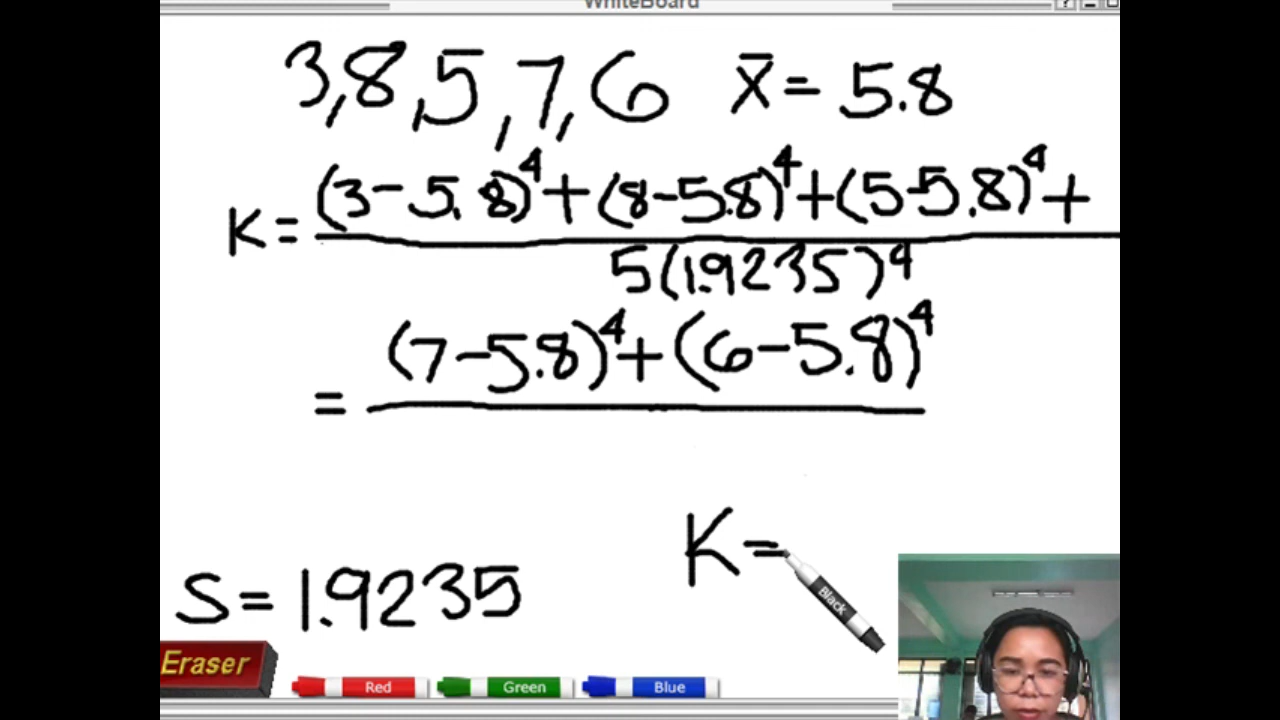 WhiteBoard
3,8,5,7,6 x̄ = 5.8
K = (3-5.8)⁴+(8-5.8)⁴+(5-5.8)⁴+
5(1.9235)⁴
= (7-5.8)⁴+(6-5.8)⁴
K =
S = 1.9235
Black
Eraser
Red Green Blue